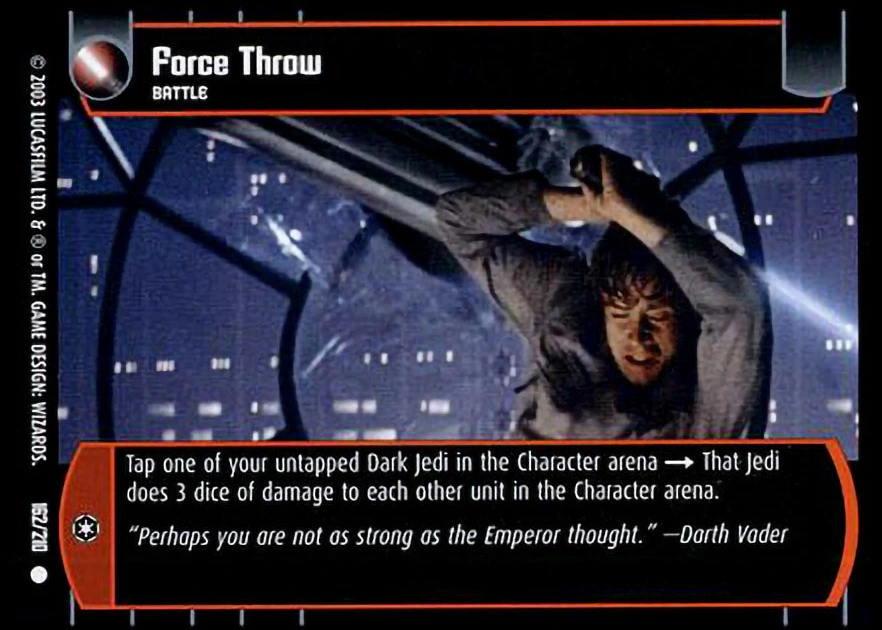 Force Throw
BATTLE
Tap one of your untapped Dark Jedi in the Character arena → That Jedi
does 3 dice of damage to each other unit in the Character arena.
"Perhaps you are not as strong as the Emperor thought." —Darth Vader
© 2003 LUCASFILM LTD. & ® or TM. GAME DESIGN: WIZARDS.
162/210